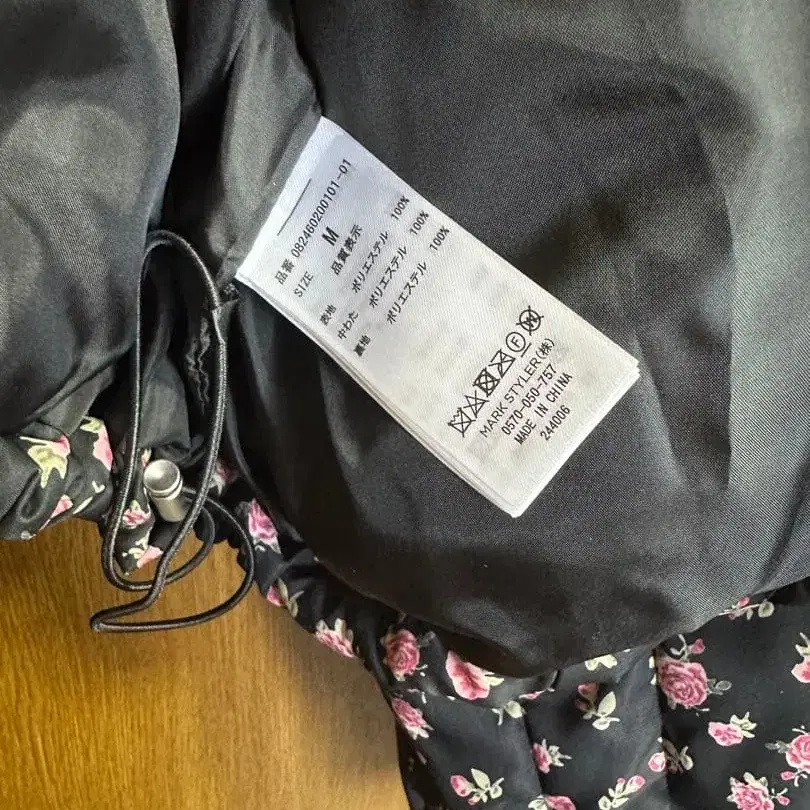 品番 082460200101-01
SIZE M
品質表示
表地 ポリエステル 100%
中わた ポリエステル 100%
裏地 ポリエステル 100%
F
MARK STYLER(株)
0570-050-757
MADE IN CHINA
244006